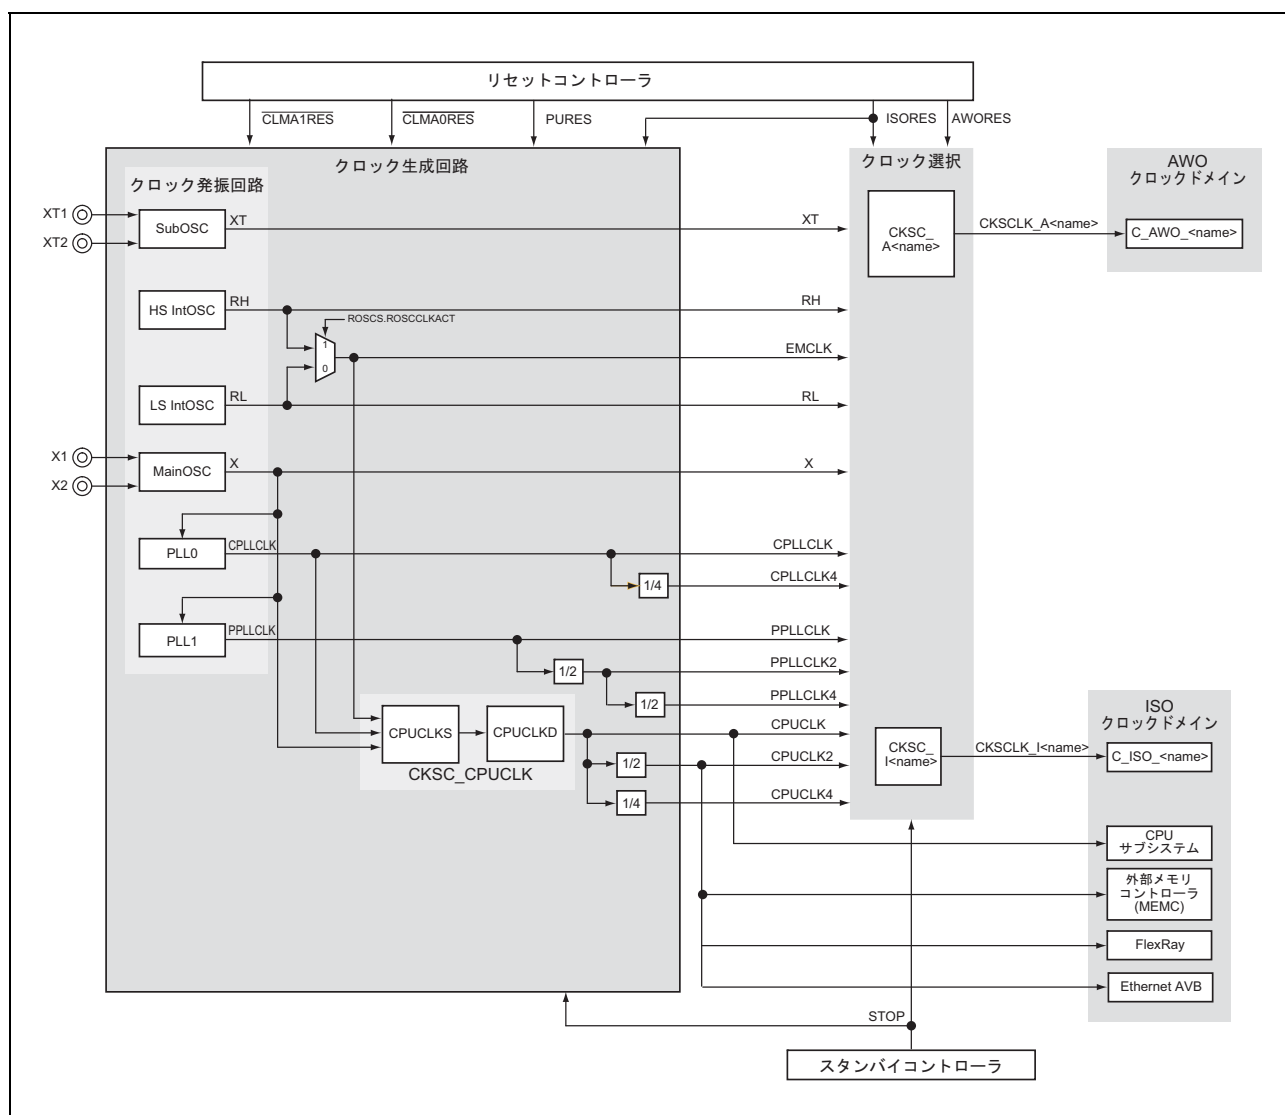 リセットコントローラ
CLMA1RES
CLMA0RES
PURES
ISORES
AWORES
クロック生成回路
クロック選択
AWO
クロックドメイン
クロック発振回路
XT1
XT2
SubOSC
XT
XT
CKSC_
A<name>
CKSCLK_A<name>
C_AWO_<name>
HS IntOSC
RH
RH
ROSCS.ROSCCLKACT
1
0
EMCLK
LS IntOSC
RL
RL
X1
X2
MainOSC
X
X
PLL0
CPLLCLK
CPLLCLK
1/4
CPLLCLK4
PLL1
PPLLCLK
PPLLCLK
1/2
PPLLCLK2
1/2
PPLLCLK4
CPUCLKS
CPUCLKD
CKSC_CPUCLK
CPUCLK
1/2
CPUCLK2
1/4
CPUCLK4
CKSC_
I<name>
CKSCLK_I<name>
ISO
クロックドメイン
C_ISO_<name>
CPU
サブシステム
外部メモリ
コントローラ
(MEMC)
FlexRay
Ethernet AVB
STOP
スタンバイコントローラ